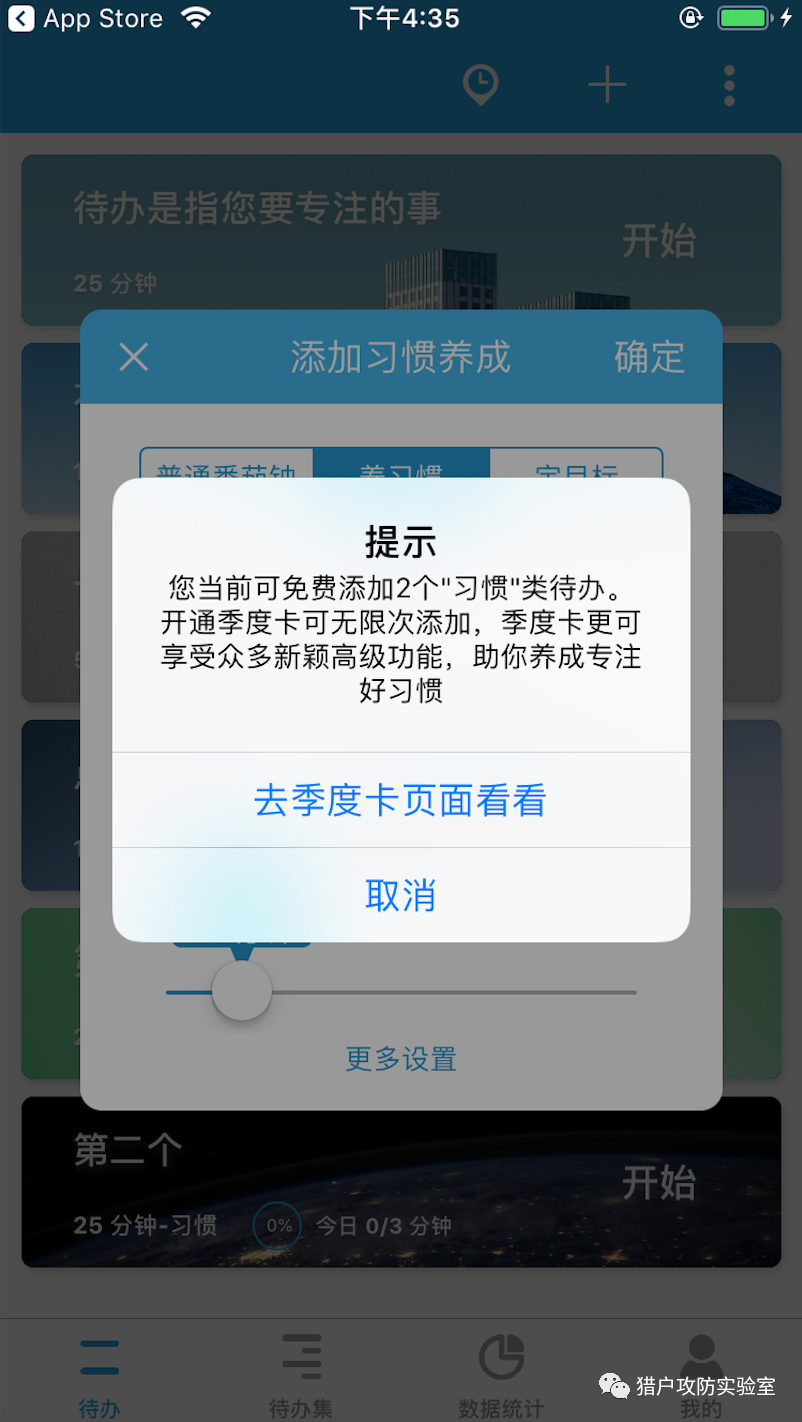 App Store
下午4:35
待办是指您要专注的事
开始
25 分钟
添加习惯养成
确定
普通番茄钟
养习惯
定目标
提示
您当前可免费添加2个"习惯"类待办。
开通季度卡可无限次添加，季度卡更可
享受众多新颖高级功能，助你养成专注
好习惯
去季度卡页面看看
取消
更多设置
第二个
开始
25 分钟-习惯
0%
今日 0/3 分钟
待办
待办集
数据统计
我的
猎户攻防实验室